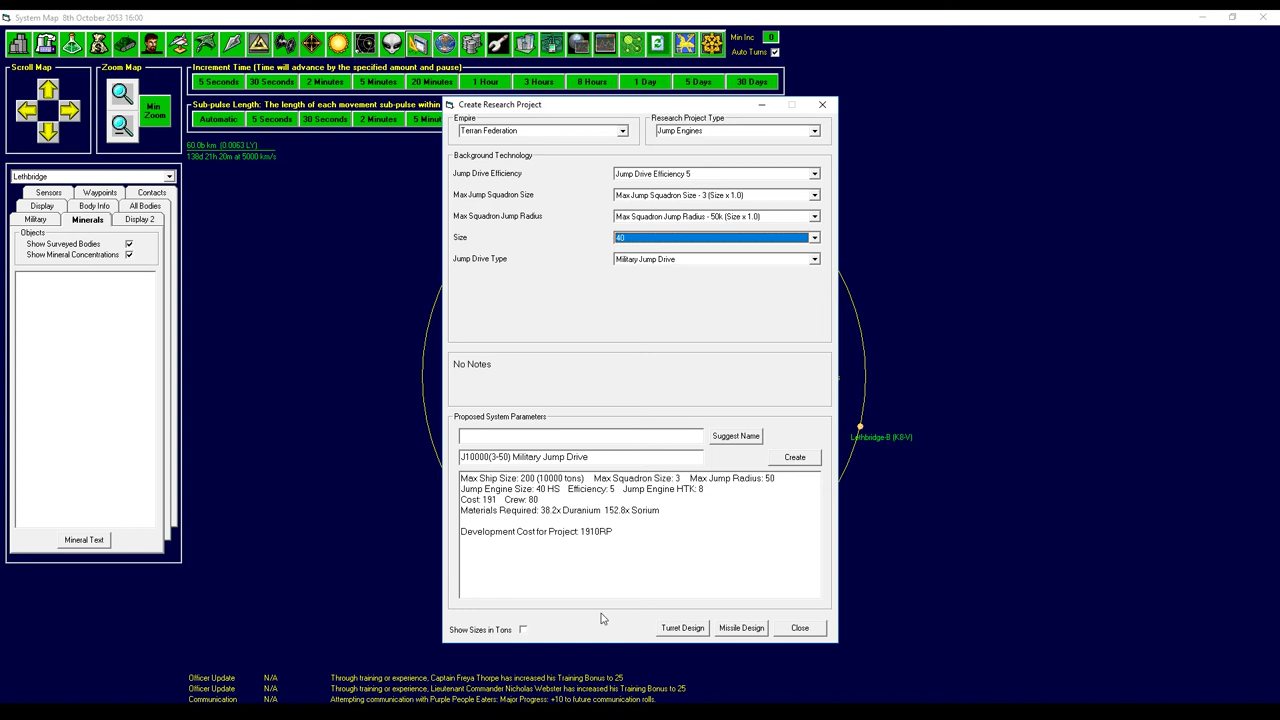 System Map  8th October 2053 16:00
Min Inc 0
Auto Turns
Scroll Map
Zoom Map
Min Zoom
Increment Time (Time will advance by the specified amount and pause)
5 Seconds 30 Seconds 2 Minutes 5 Minutes 20 Minutes 1 Hour 3 Hours 8 Hours 1 Day 5 Days 30 Days
Sub-pulse Length: The length of each movement sub-pulse within
Automatic 5 Seconds 30 Seconds 2 Minutes 5 Minut
60.0b km  (0.0063 LY)
138d 21h 20m at 5000 km/s
Lethbridge
Sensors Waypoints Contacts
Display Body Info All Bodies
Military Minerals Display 2
Objects
Show Surveyed Bodies
Show Mineral Concentrations
Mineral Text
Create Research Project
Empire
Terran Federation
Research Project Type
Jump Engines
Background Technology
Jump Drive Efficiency Jump Drive Efficiency 5
Max Jump Squadron Size Max Jump Squadron Size - 3 (Size x 1.0)
Max Squadron Jump Radius Max Squadron Jump Radius - 50k (Size x 1.0)
Size 40
Jump Drive Type Military Jump Drive
No Notes
Proposed System Parameters
Suggest Name
J10000(3-50) Military Jump Drive
Create
Max Ship Size: 200 (10000 tons)    Max Squadron Size: 3    Max Jump Radius: 50
Jump Engine Size: 40 HS    Efficiency: 5    Jump Engine HTK: 8
Cost: 191    Crew: 80
Materials Required: 38.2x Duranium  152.8x Sorium
Development Cost for Project: 1910RP
Show Sizes in Tons
Turret Design Missile Design Close
Lethbridge-B (K8-V)
Officer Update N/A Through training or experience, Captain Freya Thorpe has increased his Training Bonus to 25
Officer Update N/A Through training or experience, Lieutenant Commander Nicholas Webster has increased his Training Bonus to 25
Communication N/A Attempting communication with Purple People Eaters: Major Progress: +10 to future communication rolls.